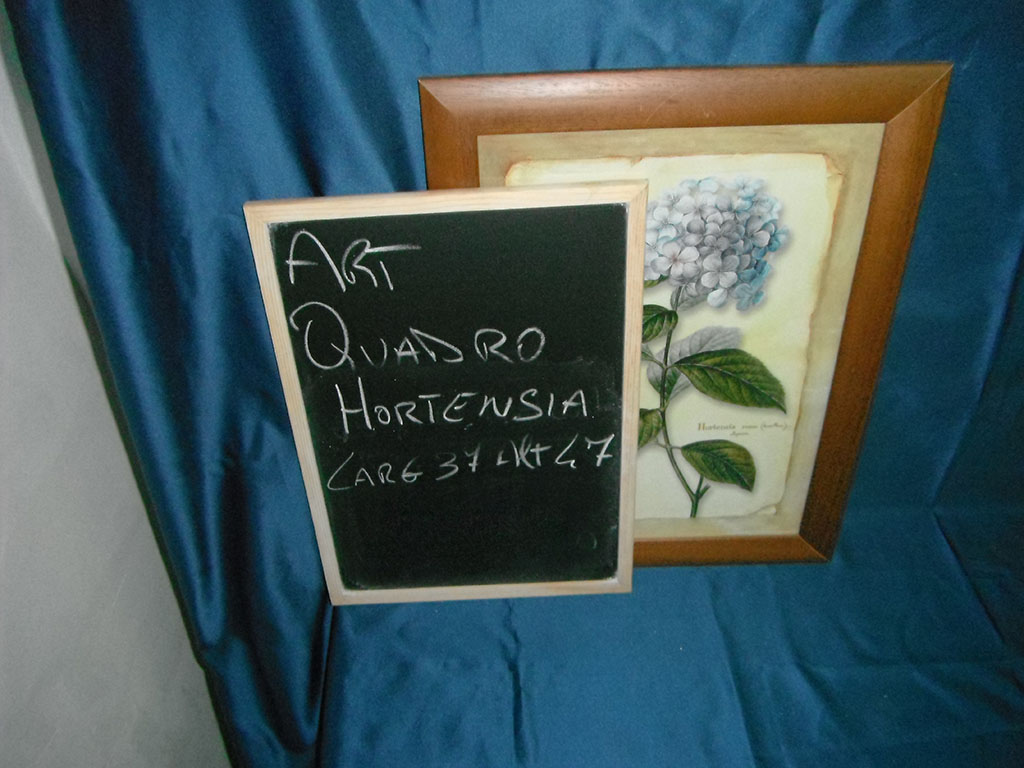 ART
QUADRO
HORTENSIA
LARG 37 ALT 47
Hortensia